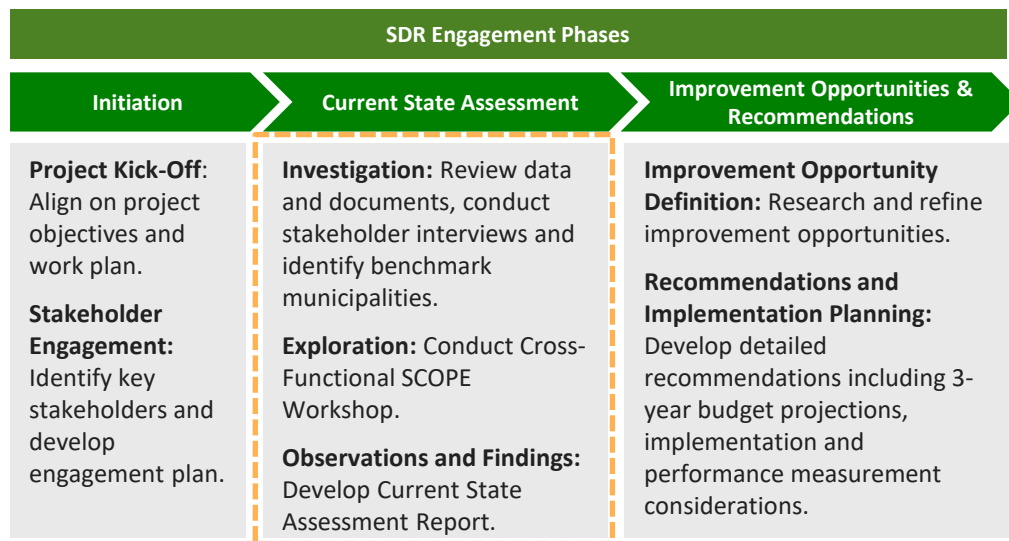 SDR Engagement Phases
Initiation
Current State Assessment
Improvement Opportunities &
Recommendations
Project Kick-Off:
Align on project
objectives and
work plan.
Stakeholder
Engagement:
Identify key
stakeholders and
develop
engagement plan.
Investigation: Review data
and documents, conduct
stakeholder interviews and
identify benchmark
municipalities.
Exploration: Conduct Cross-
Functional SCOPE
Workshop.
Observations and Findings:
Develop Current State
Assessment Report.
Improvement Opportunity
Definition: Research and refine
improvement opportunities.
Recommendations and
Implementation Planning:
Develop detailed
recommendations including 3-
year budget projections,
implementation and
performance measurement
considerations.